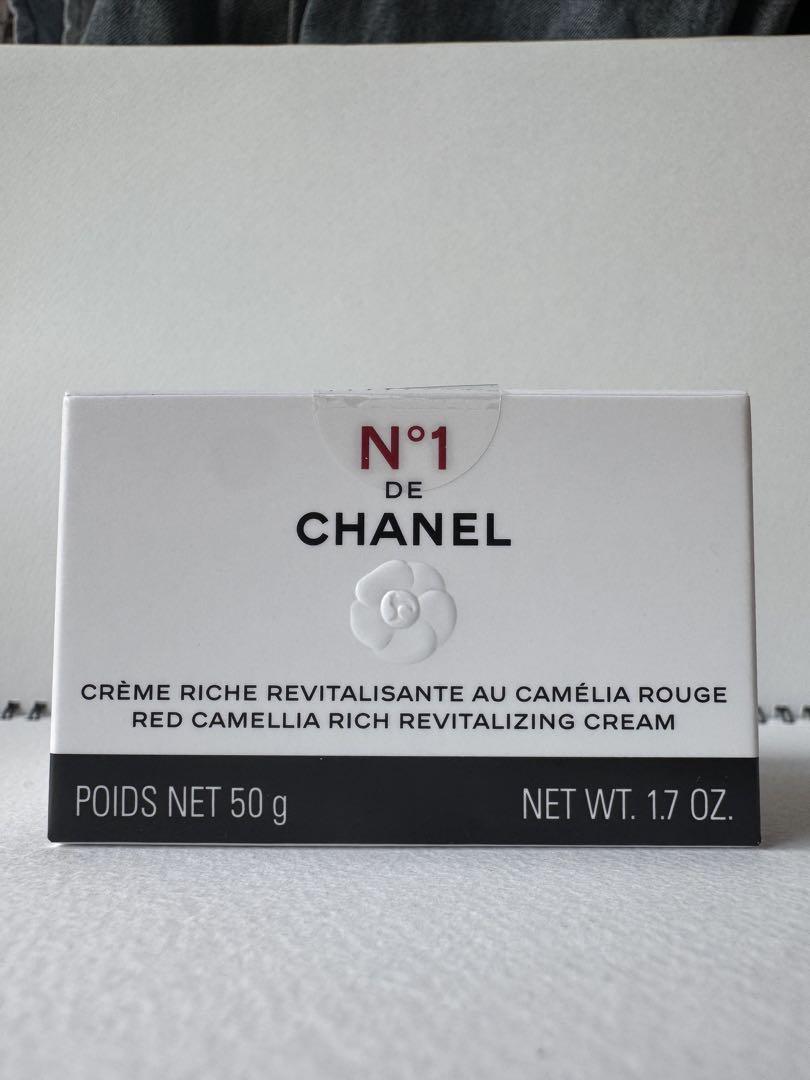 N°1
DE
CHANEL
CRÈME RICHE REVITALISANTE AU CAMÉLIA ROUGE
RED CAMELLIA RICH REVITALIZING CREAM
POIDS NET 50 g NET WT. 1.7 OZ.